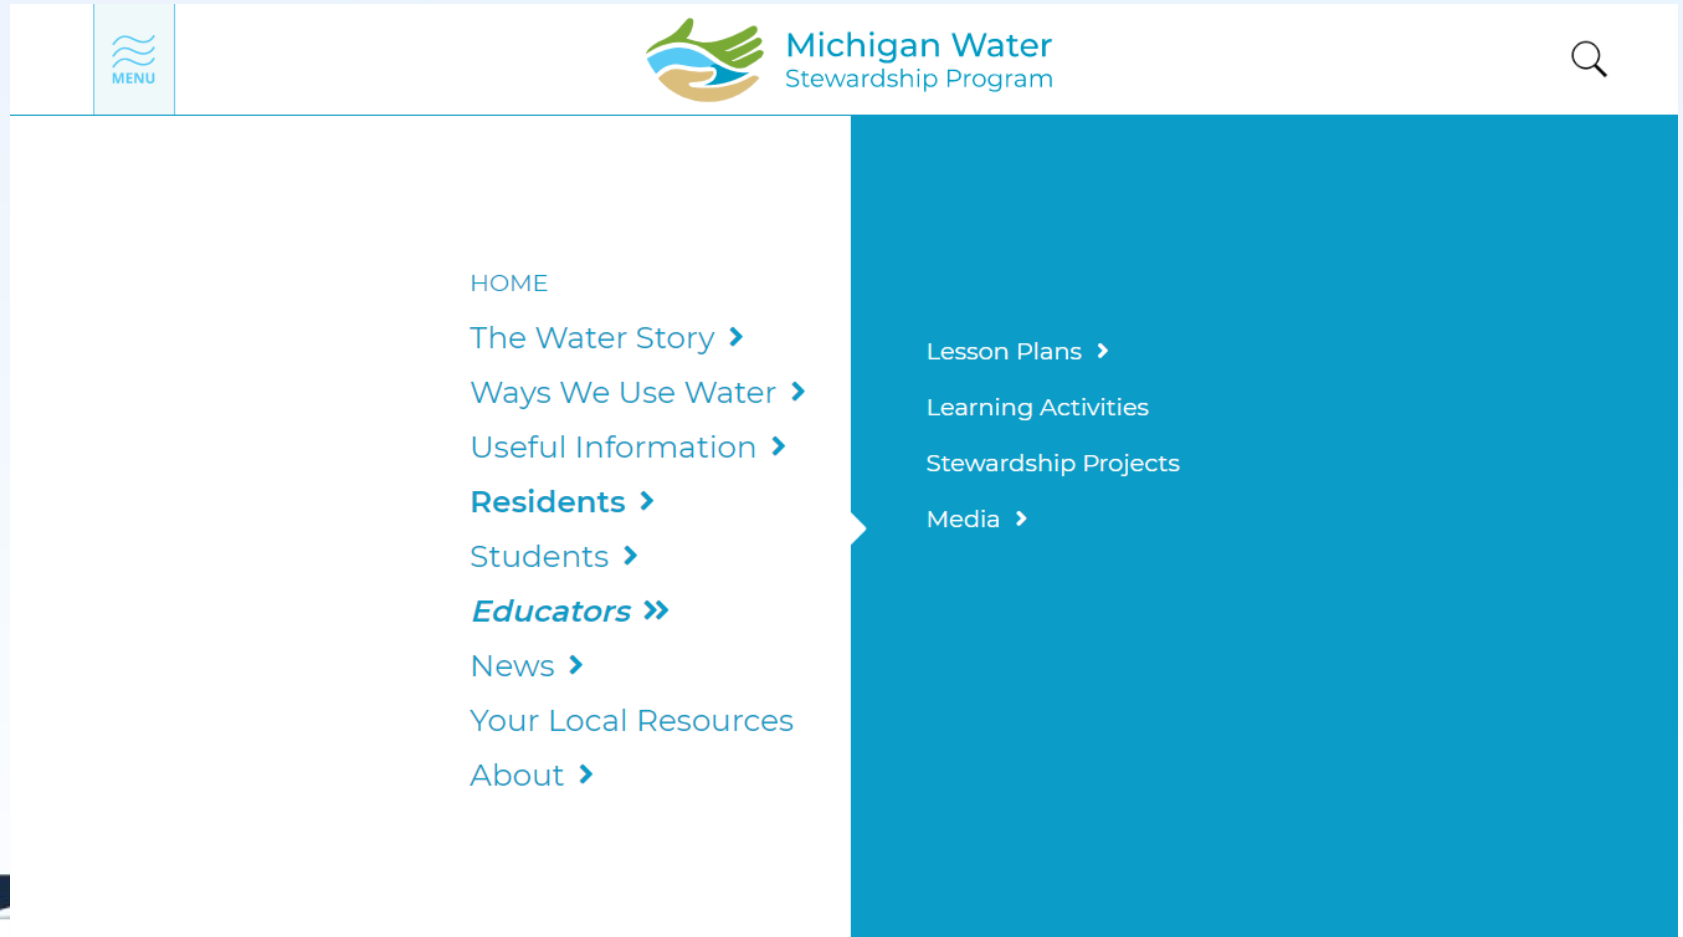 MENU
Michigan Water
Stewardship Program
HOME
The Water Story
Ways We Use Water
Useful Information
Residents
Students
Educators
News
Your Local Resources
About
Lesson Plans
Learning Activities
Stewardship Projects
Media